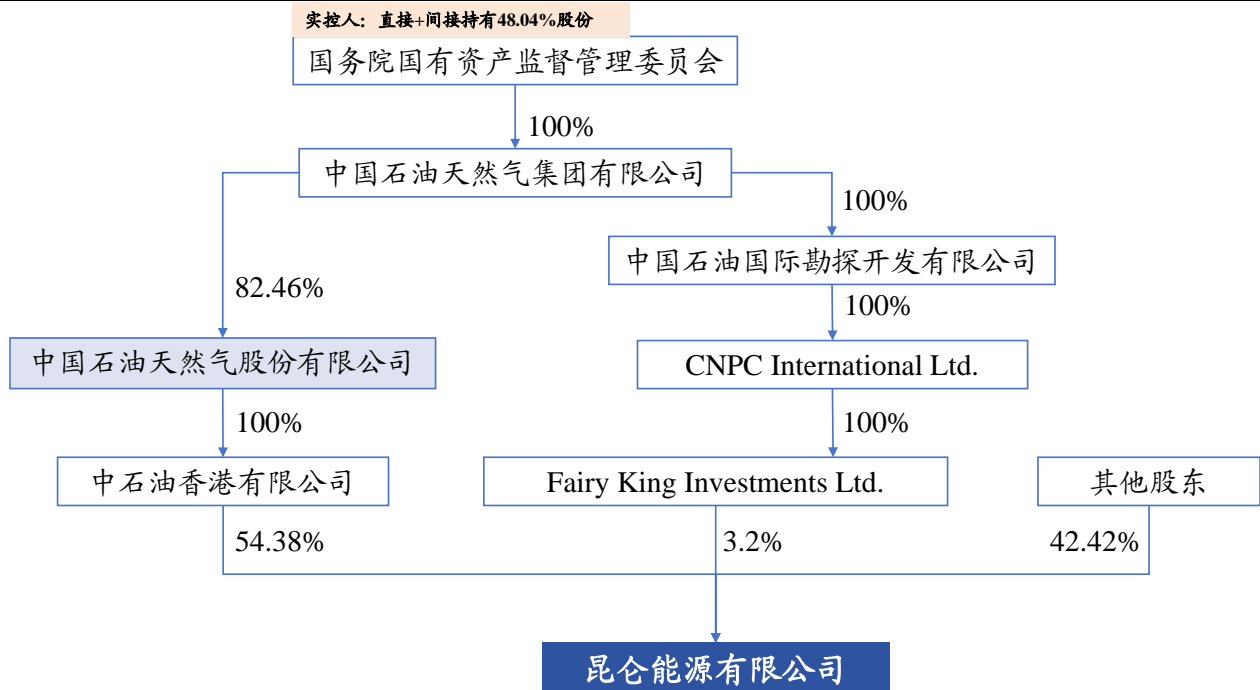 实控人：直接+间接持有48.04%股份
国务院国有资产监督管理委员会
100%
中国石油天然气集团有限公司
100%
中国石油国际勘探开发有限公司
82.46%
100%
中国石油天然气股份有限公司
CNPC International Ltd.
100%
100%
中石油香港有限公司
Fairy King Investments Ltd.
其他股东
54.38%
3.2%
42.42%
昆仑能源有限公司